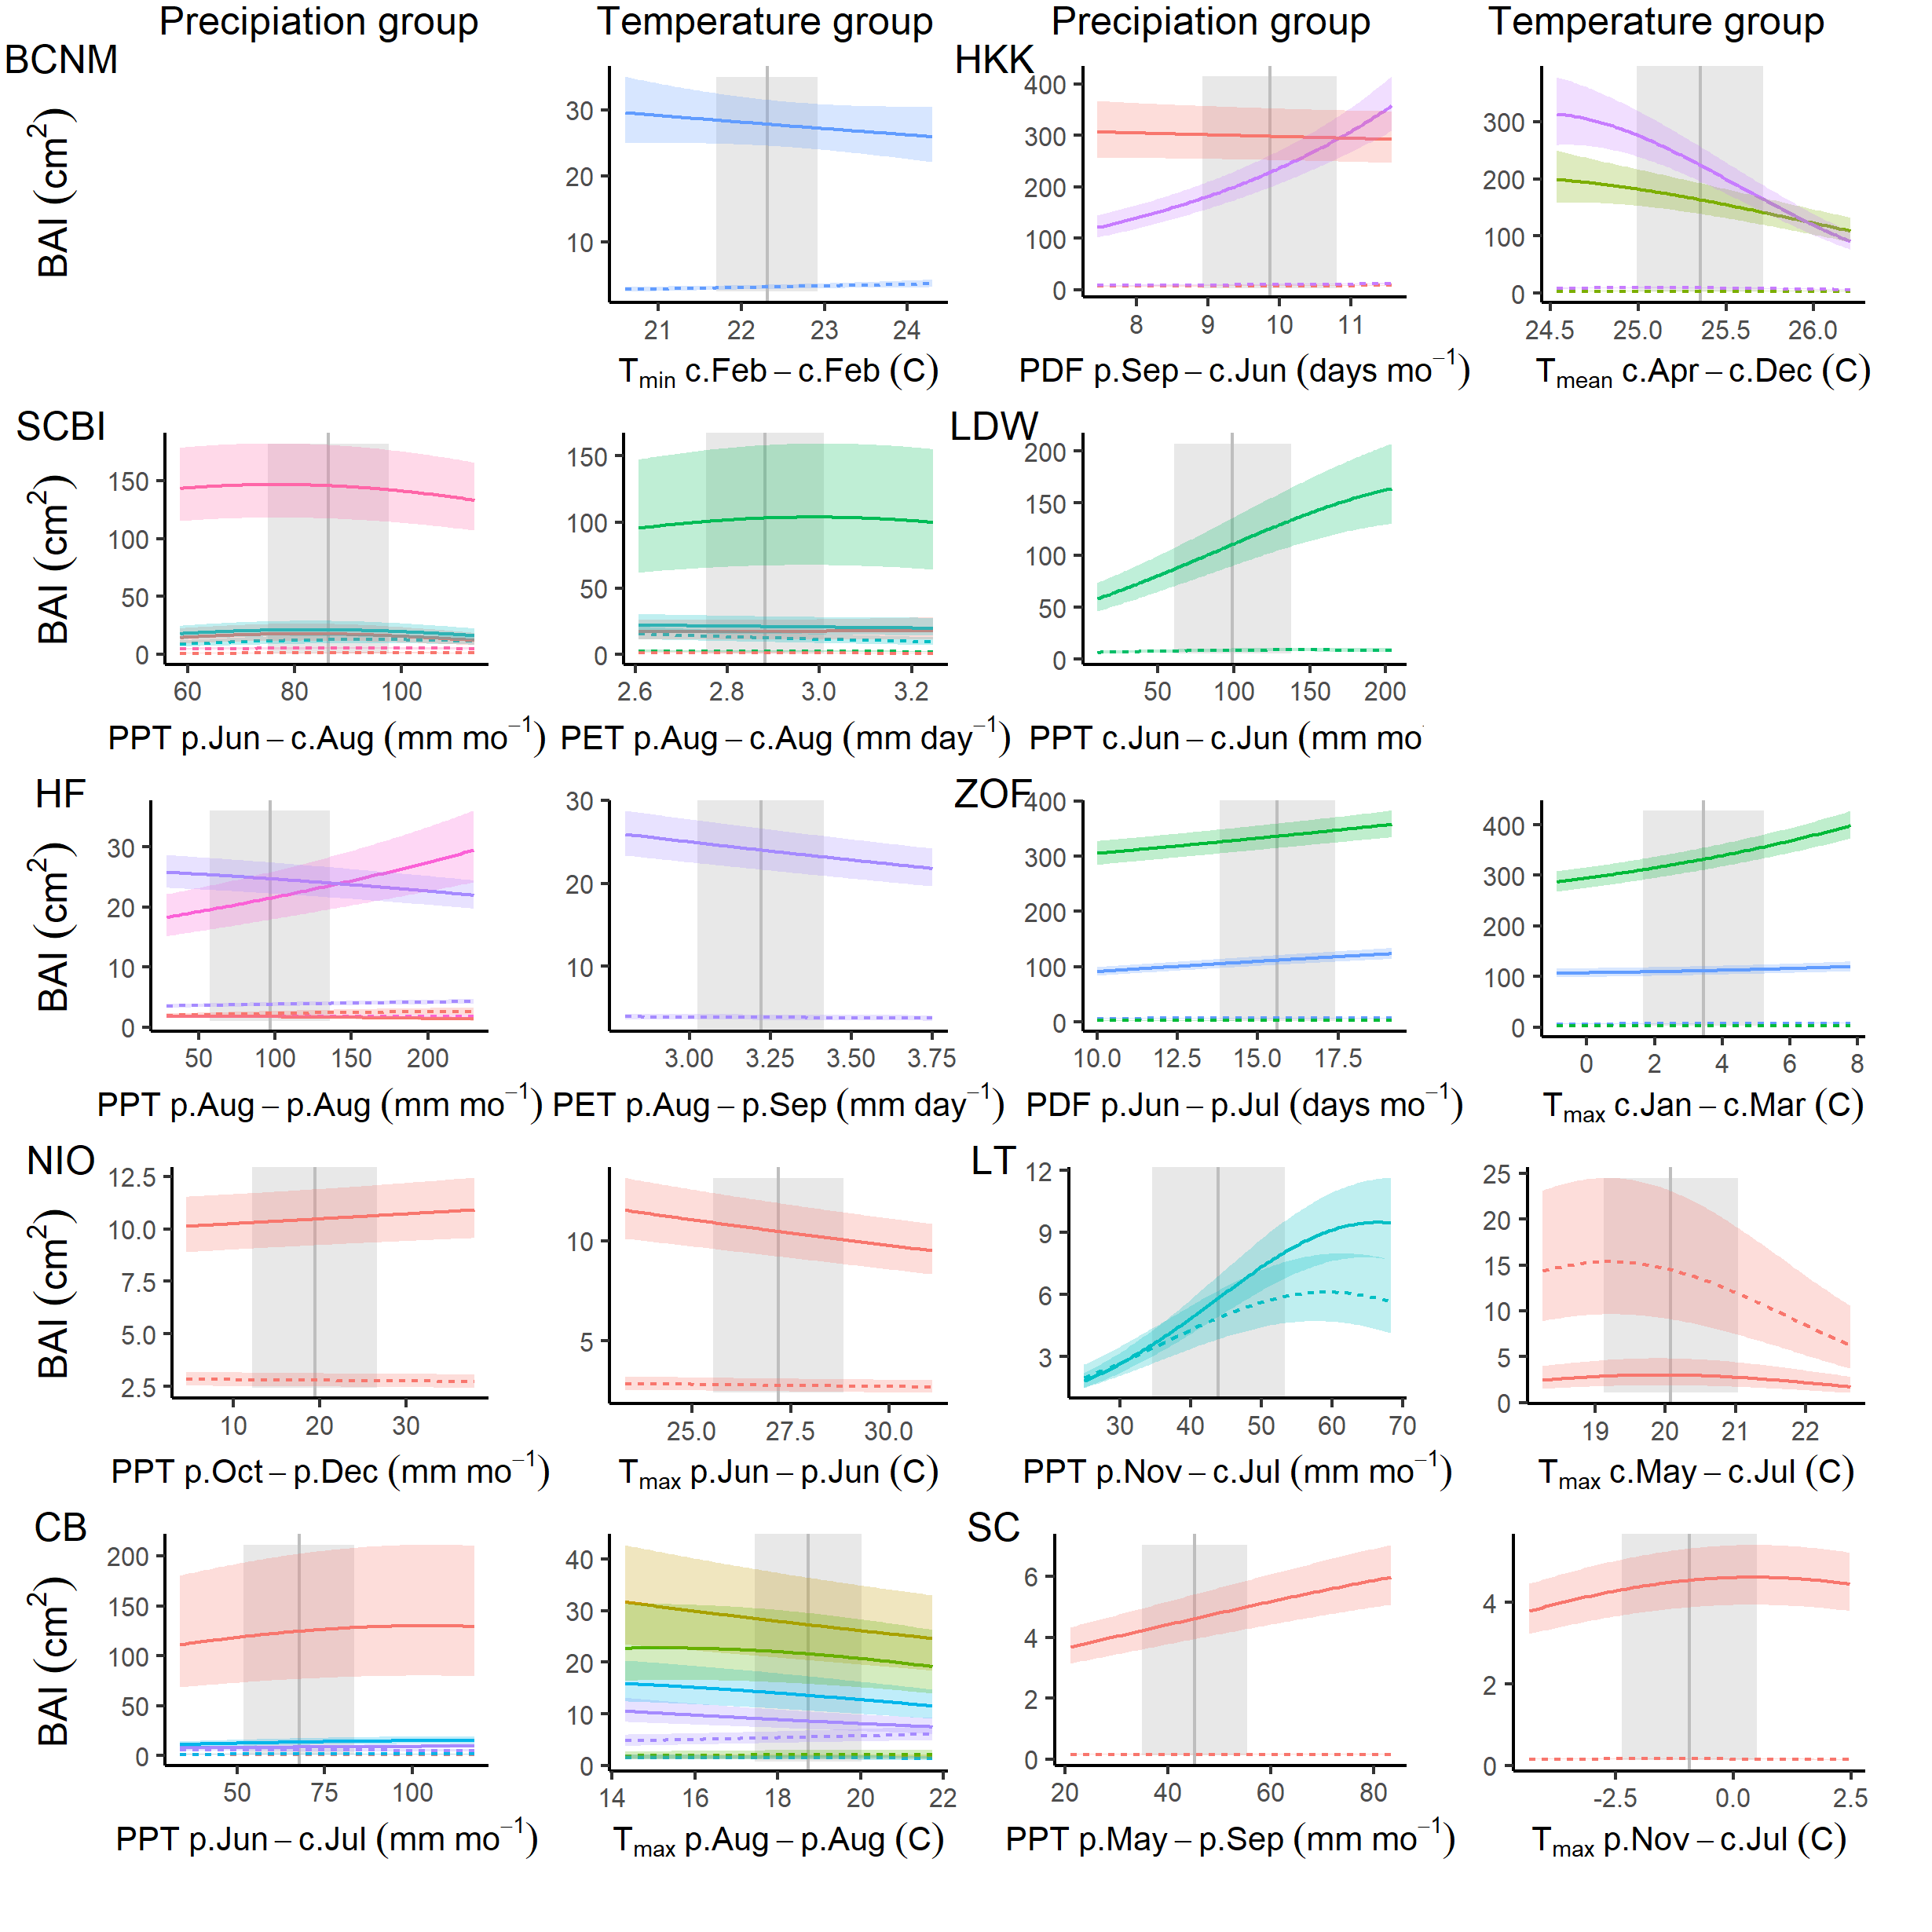 Precipiation group Temperature group Precipiation group Temperature group
BCNM HKK
BAI (cm²)
30
20
10
21 22 23 24
Tmin c.Feb – c.Feb (C)
400
300
200
100
0
8 9 10 11
PDF p.Sep – c.Jun (days mo⁻¹)
300
200
100
0
24.5 25.0 25.5 26.0
Tmean c.Apr – c.Dec (C)
SCBI LDW
BAI (cm²)
150
100
50
0
60 80 100
PPT p.Jun – c.Aug (mm mo⁻¹)
150
100
50
0
2.6 2.8 3.0 3.2
PET p.Aug – c.Aug (mm day⁻¹)
200
150
100
50
0
50 100 150 200
PPT c.Jun – c.Jun (mm mo
HF ZOF
BAI (cm²)
30
20
10
0
50 100 150 200
PPT p.Aug – p.Aug (mm mo⁻¹)
30
20
10
3.00 3.25 3.50 3.75
PET p.Aug – p.Sep (mm day⁻¹)
400
300
200
100
0
10.0 12.5 15.0 17.5
PDF p.Jun – p.Jul (days mo⁻¹)
400
300
200
100
0
0 2 4 6 8
Tmax c.Jan – c.Mar (C)
NIO LT
BAI (cm²)
12.5
10.0
7.5
5.0
2.5
10 20 30
PPT p.Oct – p.Dec (mm mo⁻¹)
10
5
25.0 27.5 30.0
Tmax p.Jun – p.Jun (C)
12
9
6
3
30 40 50 60 70
PPT p.Nov – c.Jul (mm mo⁻¹)
25
20
15
10
5
0
19 20 21 22
Tmax c.May – c.Jul (C)
CB SC
BAI (cm²)
200
150
100
50
0
50 75 100
PPT p.Jun – c.Jul (mm mo⁻¹)
40
30
20
10
0
14 16 18 20 22
Tmax p.Aug – p.Aug (C)
6
4
2
0
20 40 60 80
PPT p.May – p.Sep (mm mo⁻¹)
4
2
0
-2.5 0.0 2.5
Tmax p.Nov – c.Jul (C)